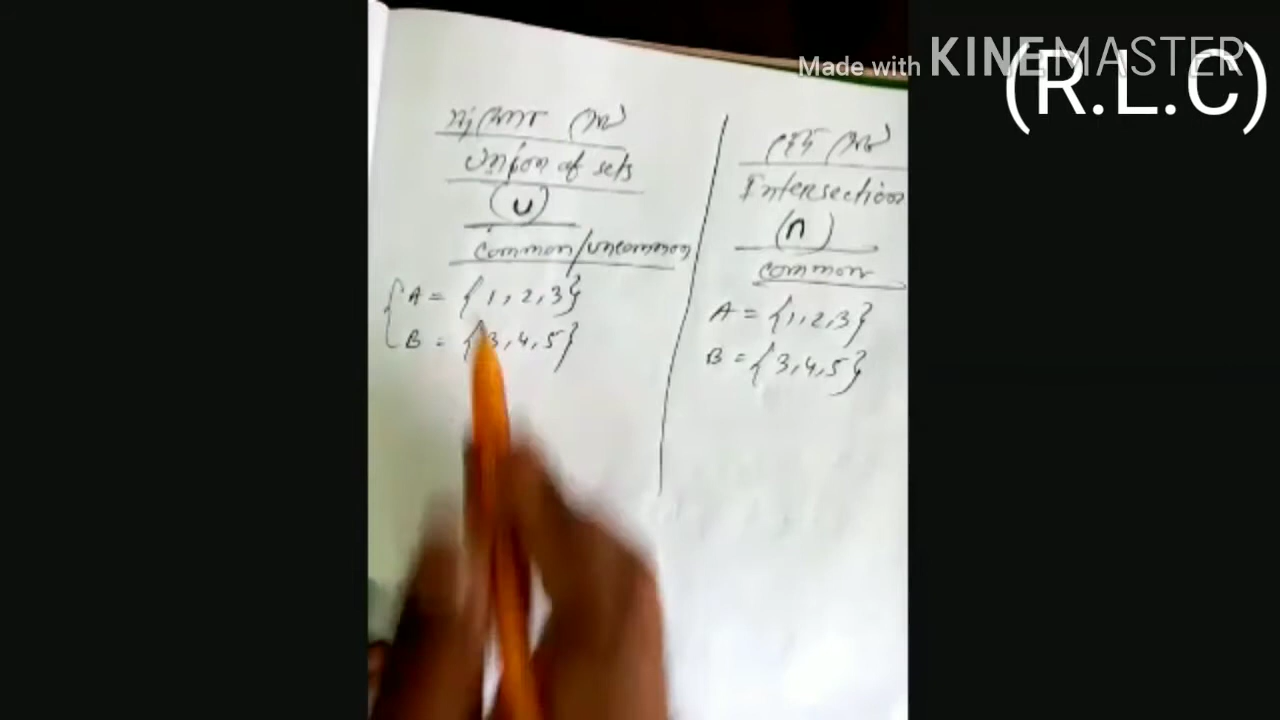 Made with KINEMASTER
(R.L.C)
সংযোগ সেট
Union of sets
(∪)
common/uncommon
A = {1, 2, 3}
B = {3, 4, 5}
ছেদ সেট
Intersection
(∩)
common
A = {1, 2, 3}
B = {3, 4, 5}